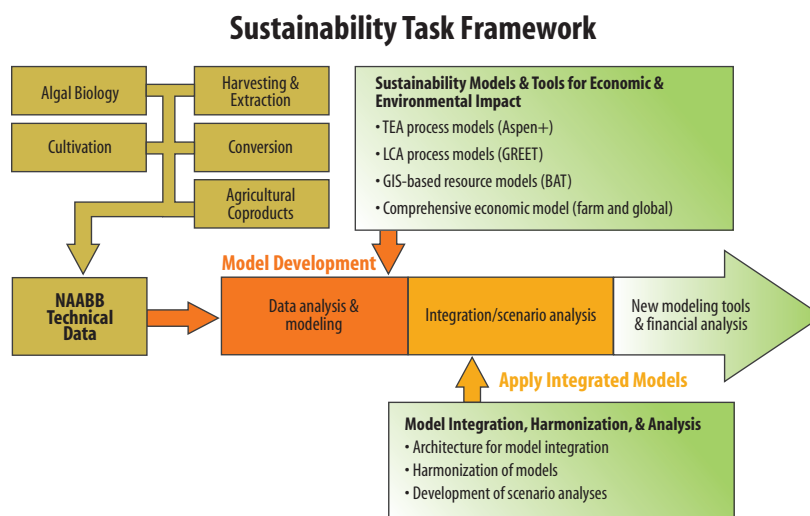 Sustainability Task Framework
Algal Biology
Harvesting &
Extraction
Cultivation
Conversion
Agricultural
Coproducts
Sustainability Models & Tools for Economic &
Environmental Impact
• TEA process models (Aspen+)
• LCA process models (GREET)
• GIS-based resource models (BAT)
• Comprehensive economic model (farm and global)
Model Development
NAABB
Technical
Data
Data analysis &
modeling
Integration/scenario analysis
New modeling tools
& financial analysis
Apply Integrated Models
Model Integration, Harmonization, & Analysis
• Architecture for model integration
• Harmonization of models
• Development of scenario analyses